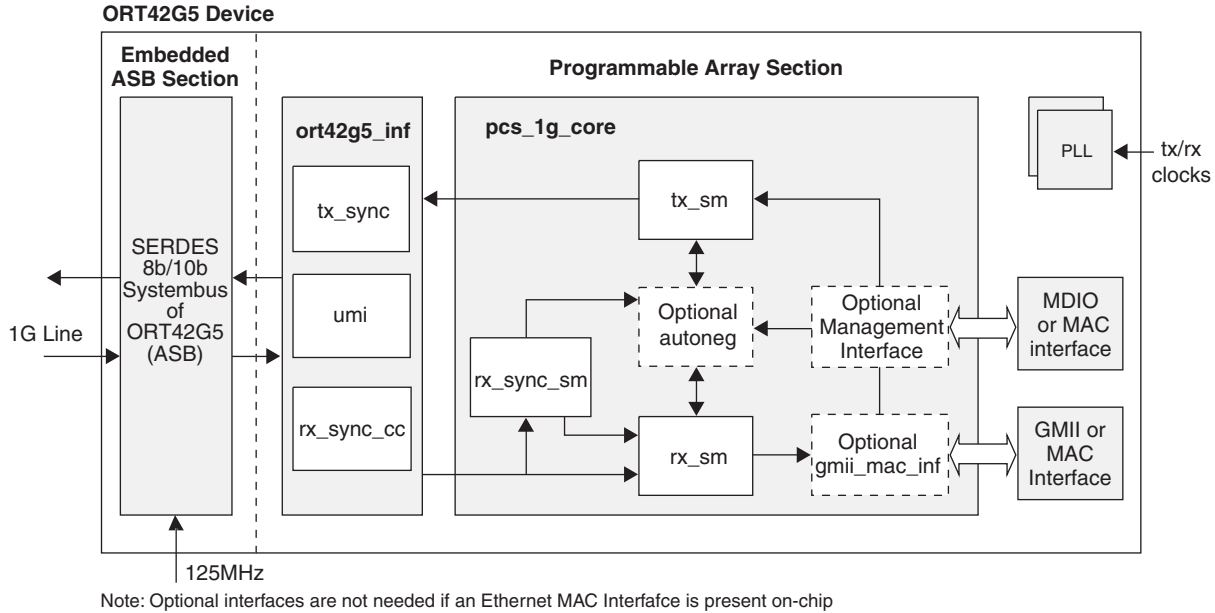 ORT42G5 Device
Embedded
ASB Section
Programmable Array Section
ort42g5_inf
pcs_1g_core
PLL
tx/rx
clocks
tx_sync
tx_sm
SERDES
8b/10b
Systembus
of
ORT42G5
(ASB)
1G Line
umi
Optional
autoneg
Optional
Management
Interface
MDIO
or MAC
interface
rx_sync_sm
rx_sync_cc
rx_sm
Optional
gmii_mac_inf
GMII or
MAC
Interface
125MHz
Note: Optional interfaces are not needed if an Ethernet MAC Interfafce is present on-chip